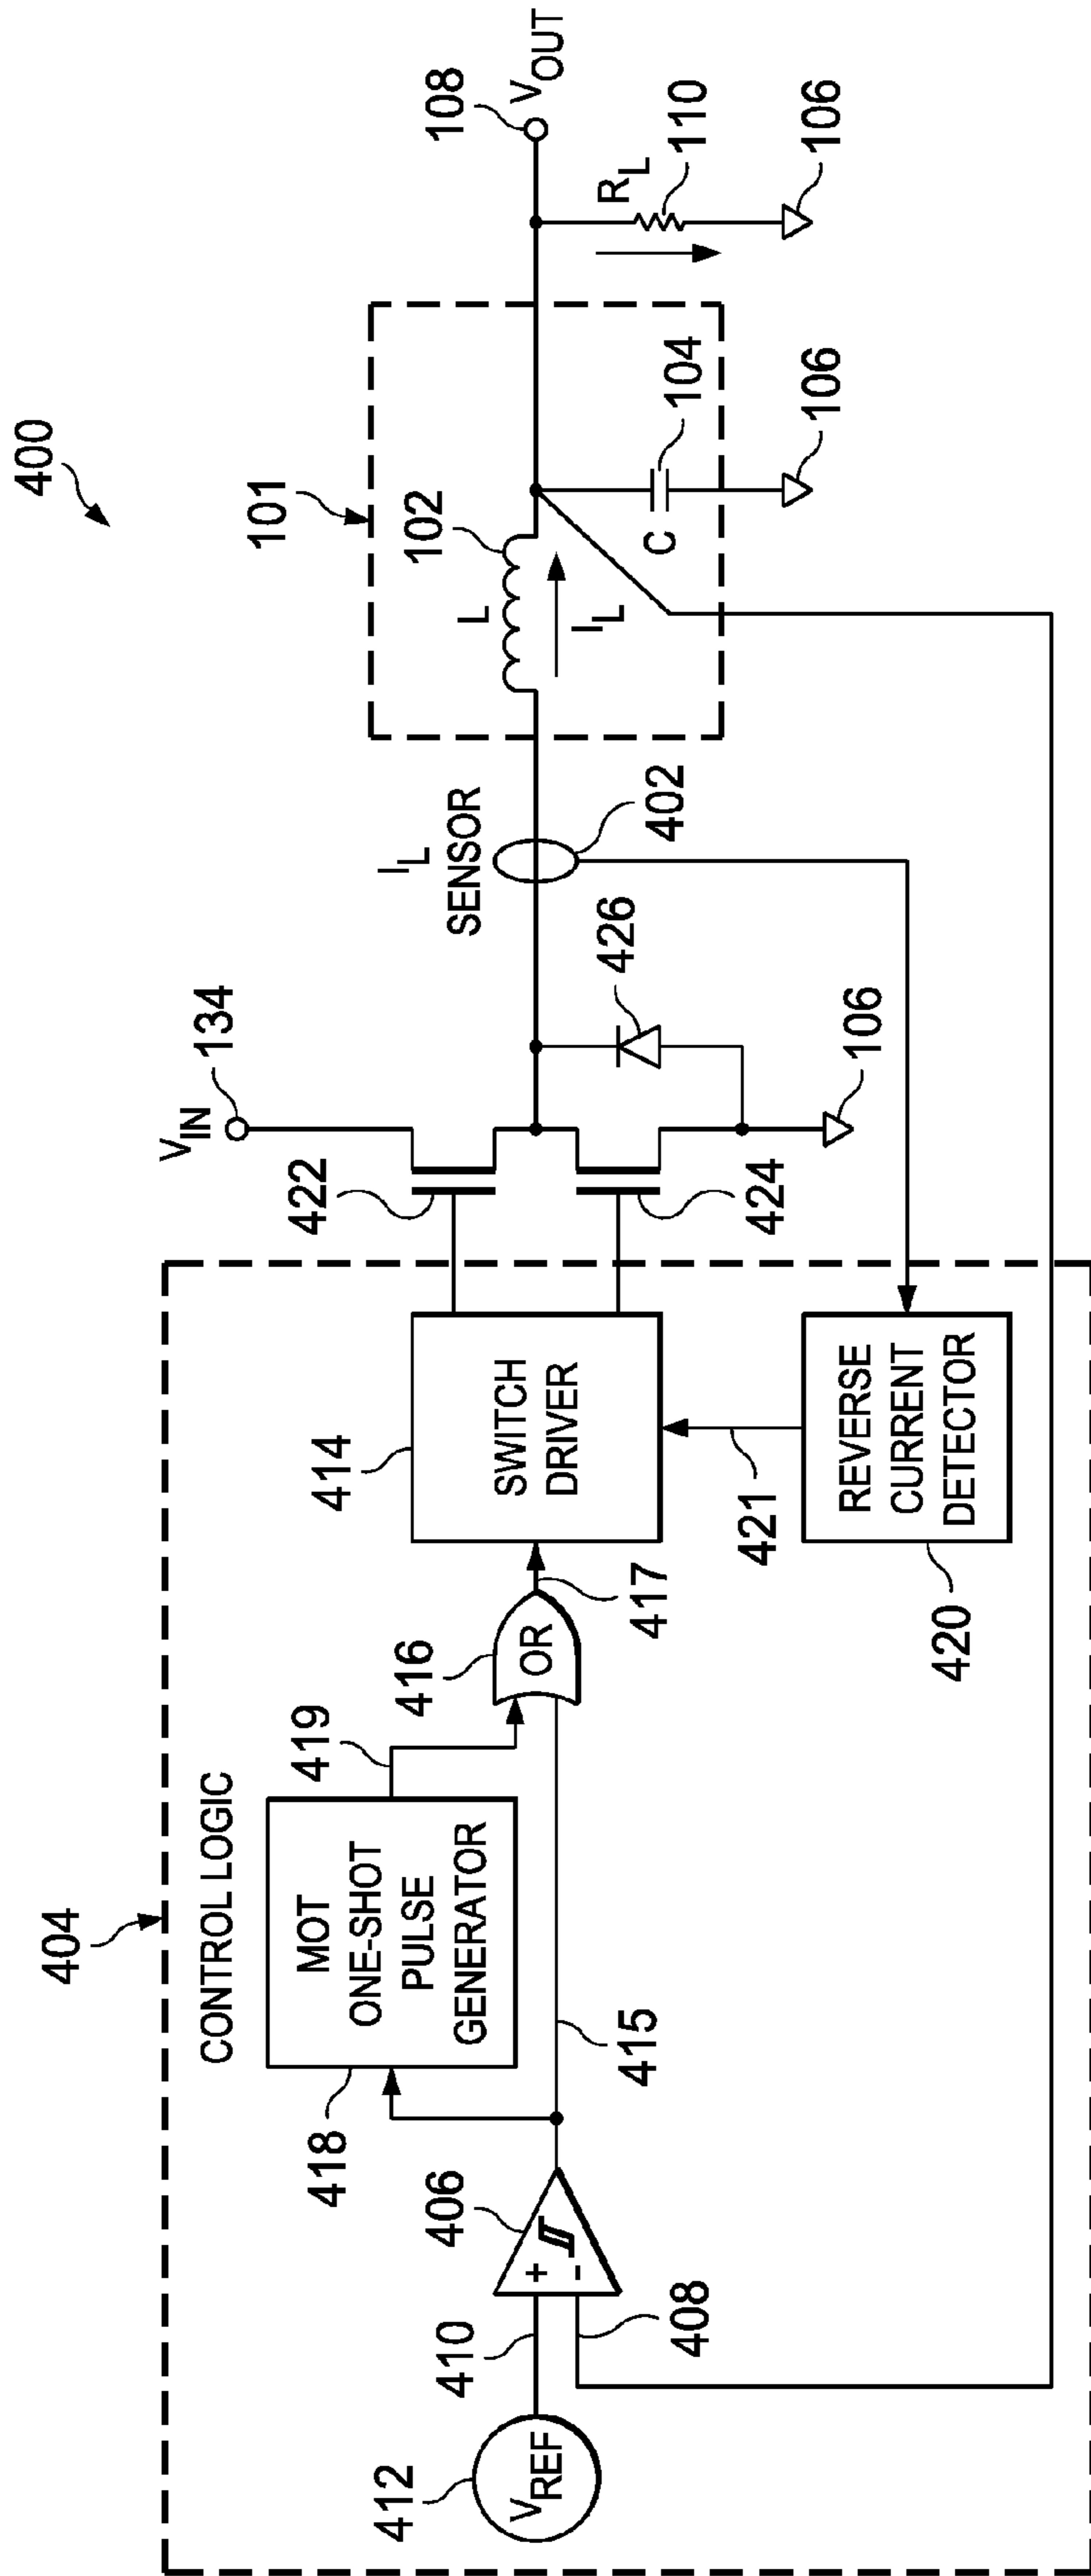 400
404
CONTROL LOGIC
412
V_REF
410
408
+
-
406
418
MOT
ONE-SHOT
PULSE
GENERATOR
415
419
416
OR
417
414
SWITCH
DRIVER
421
420
REVERSE
CURRENT
DETECTOR
V_IN
134
422
424
426
106
I_L
SENSOR
402
101
L
102
I_L
C
104
106
R_L
110
106
108
V_OUT